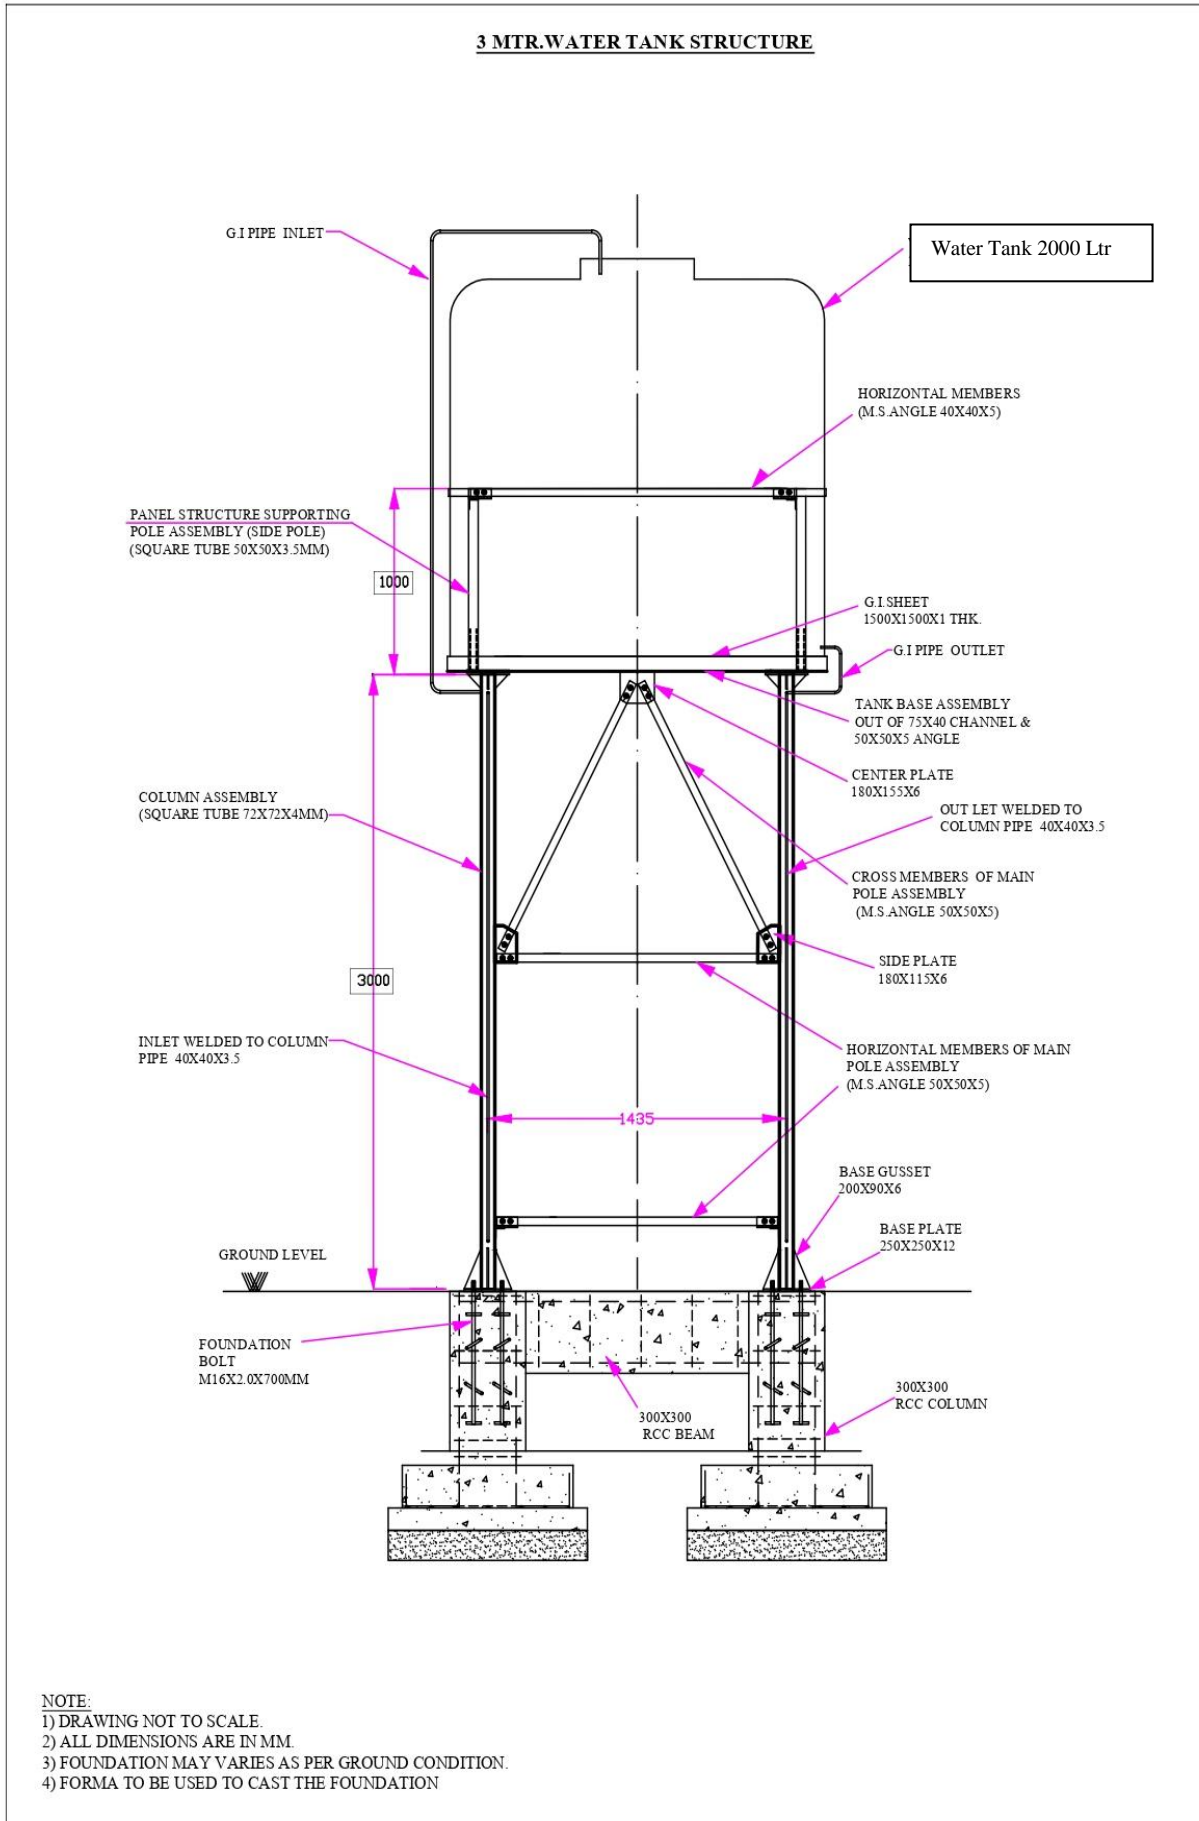 3 MTR.WATER TANK STRUCTURE
G.I PIPE  INLET
Water Tank 2000 Ltr
HORIZONTAL MEMBERS
(M.S.ANGLE 40X40X5)
PANEL STRUCTURE SUPPORTING
POLE ASSEMBLY (SIDE POLE)
(SQUARE TUBE 50X50X3.5MM)
1000
G.I.SHEET
1500X1500X1 THK.
G.I PIPE  OUTLET
TANK BASE ASSEMBLY
OUT OF 75X40 CHANNEL &
50X50X5 ANGLE
CENTER PLATE
180X155X6
COLUMN ASSEMBLY
(SQUARE TUBE 72X72X4MM)
OUT LET WELDED TO
COLUMN PIPE  40X40X3.5
CROSS MEMBERS  OF MAIN
POLE ASSEMBLY
(M.S.ANGLE 50X50X5)
SIDE PLATE
180X115X6
3000
INLET WELDED TO COLUMN
PIPE  40X40X3.5
HORIZONTAL MEMBERS OF MAIN
POLE ASSEMBLY
(M.S.ANGLE 50X50X5)
1435
BASE GUSSET
200X90X6
BASE PLATE
250X250X12
GROUND LEVEL
FOUNDATION
BOLT
M16X2.0X700MM
300X300
RCC COLUMN
300X300
RCC BEAM
NOTE:
1) DRAWING NOT TO SCALE.
2) ALL DIMENSIONS ARE IN MM.
3) FOUNDATION MAY VARIES AS PER GROUND CONDITION.
4) FORMA TO BE USED TO CAST THE FOUNDATION